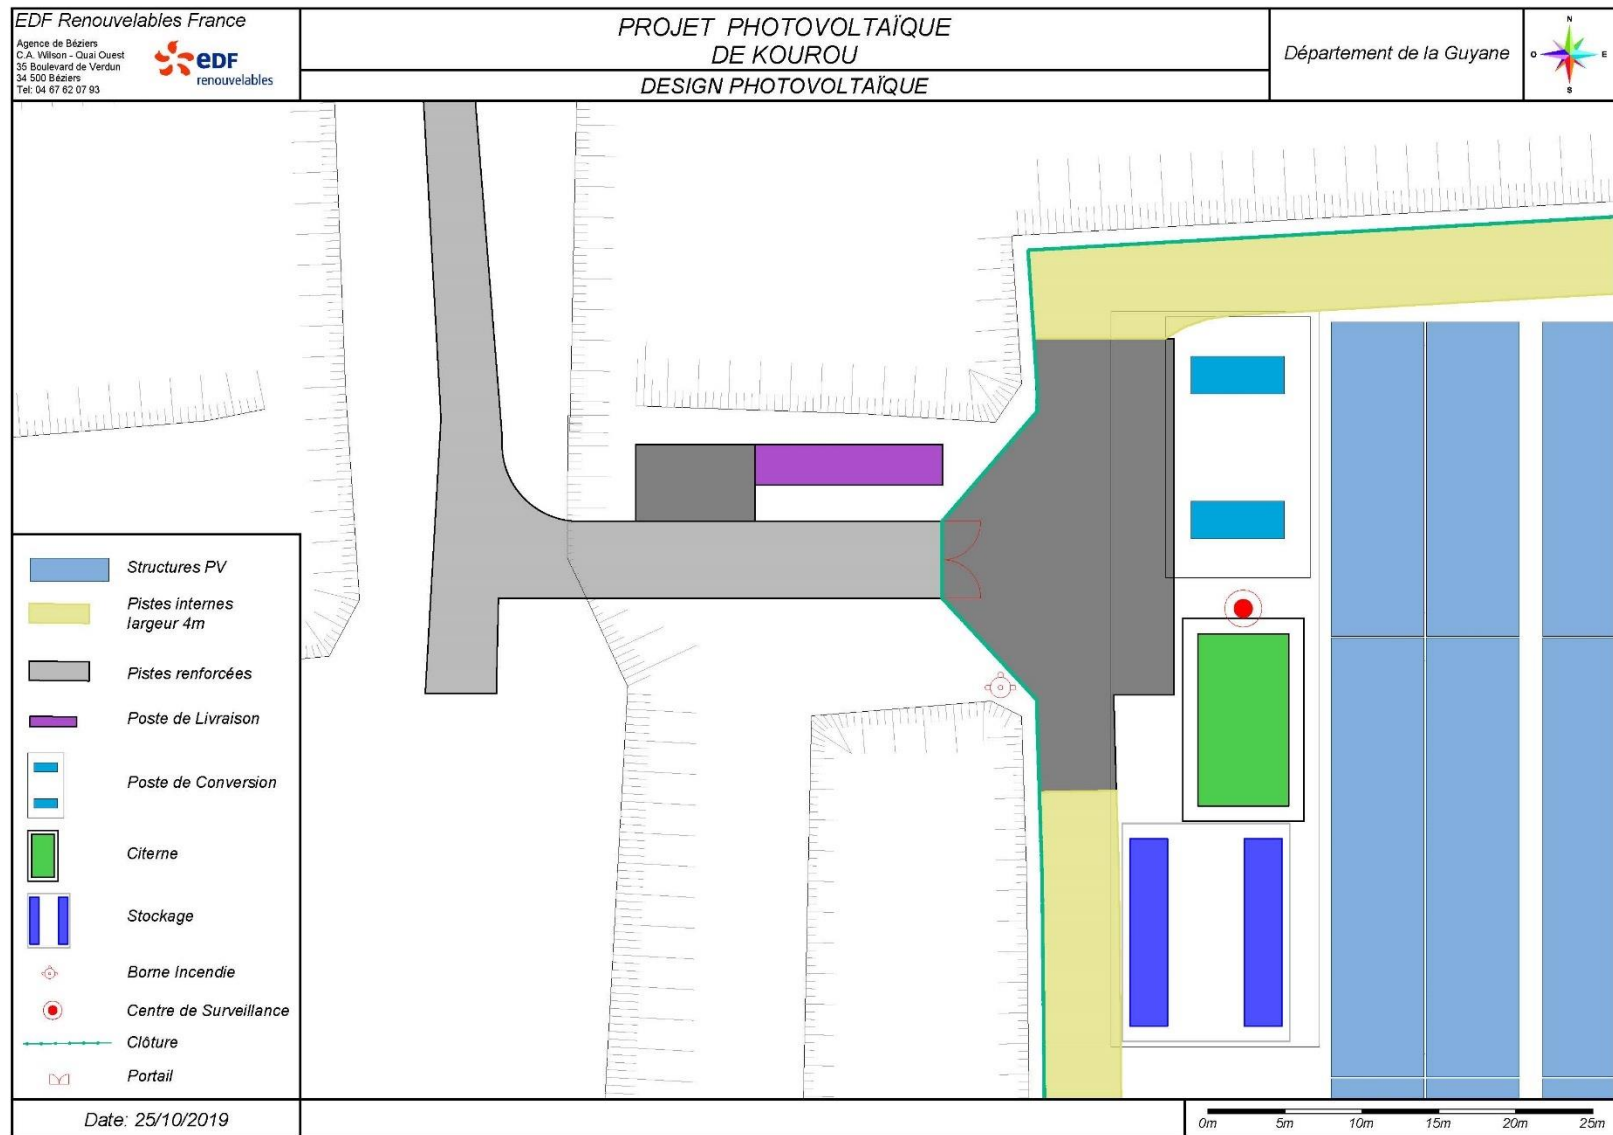 EDF Renouvelables France
Agence de Béziers
C.A. Wilson - Quai Ouest
35 Boulevard de Verdun
34 500 Béziers
Tel: 04 67 62 07 93
eDF
renouvelables
PROJET PHOTOVOLTAÏQUE
DE KOUROU
DESIGN PHOTOVOLTAÏQUE
Département de la Guyane
N
O
E
S
Structures PV
Pistes internes
largeur 4m
Pistes renforcées
Poste de Livraison
Poste de Conversion
Citerne
Stockage
Borne Incendie
Centre de Surveillance
Clôture
Portail
Date: 25/10/2019
0m 5m 10m 15m 20m 25m